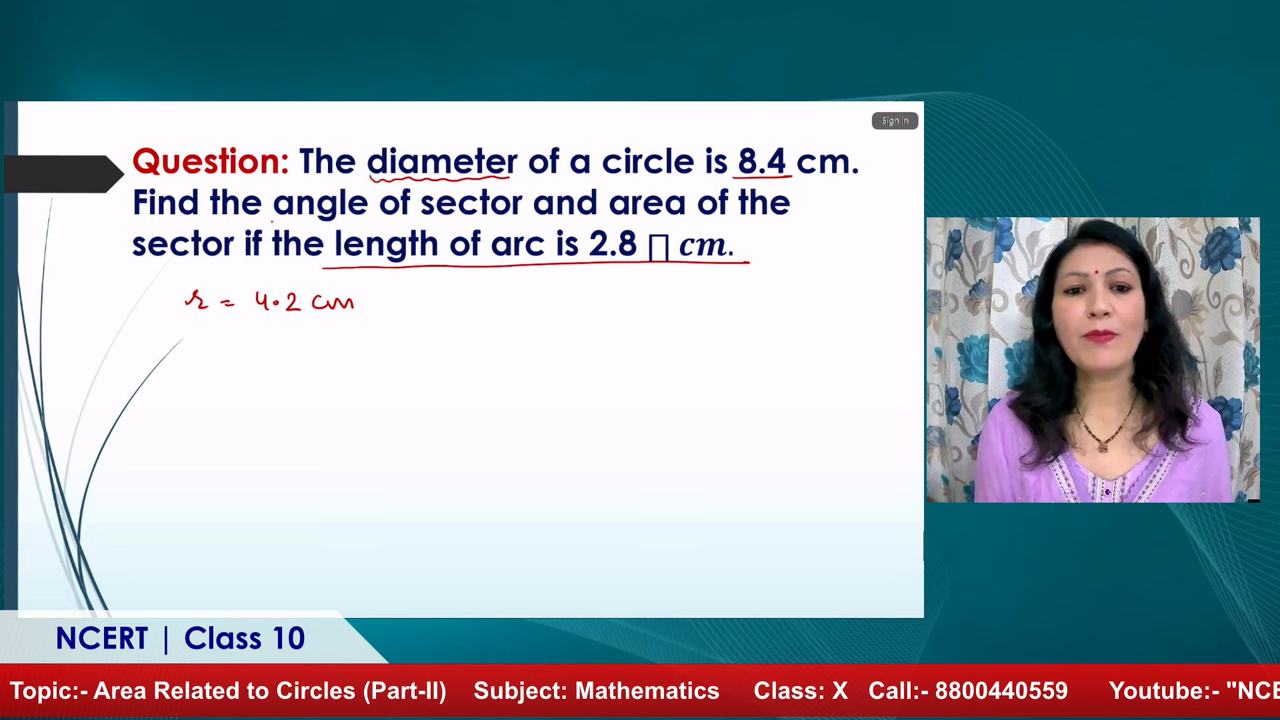 Sign in
Question: The diameter of a circle is 8.4 cm.
Find the angle of sector and area of the
sector if the length of arc is 2.8 ∏ cm.
r = 4.2 cm
NCERT | Class 10
Topic:- Area Related to Circles (Part-II) Subject: Mathematics Class: X Call:- 8800440559 Youtube:- "NCE